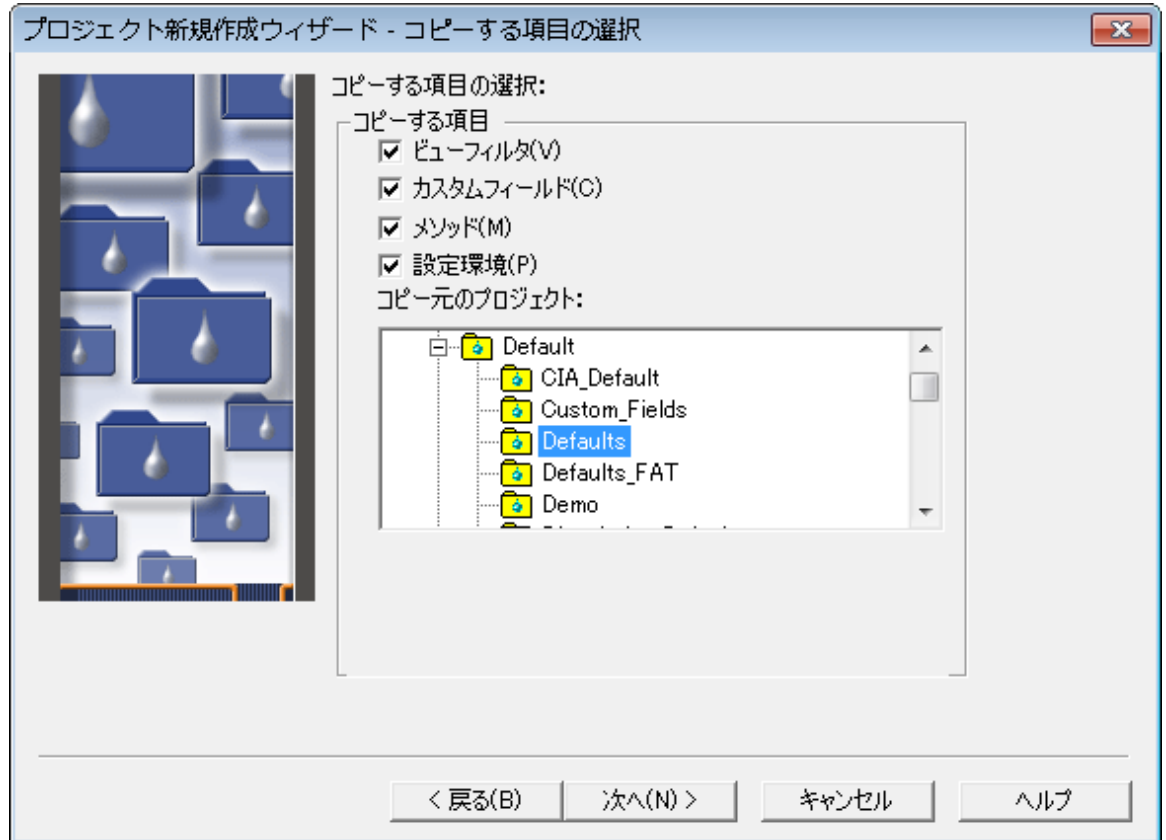 プロジェクト新規作成ウィザード - コピーする項目の選択
コピーする項目の選択:
コピーする項目
ビューフィルタ(V)
カスタムフィールド(C)
メソッド(M)
設定環境(P)
コピー元のプロジェクト:
Default
CIA_Default
Custom_Fields
Defaults
Defaults_FAT
Demo
< 戻る(B)
次へ(N) >
キャンセル
ヘルプ